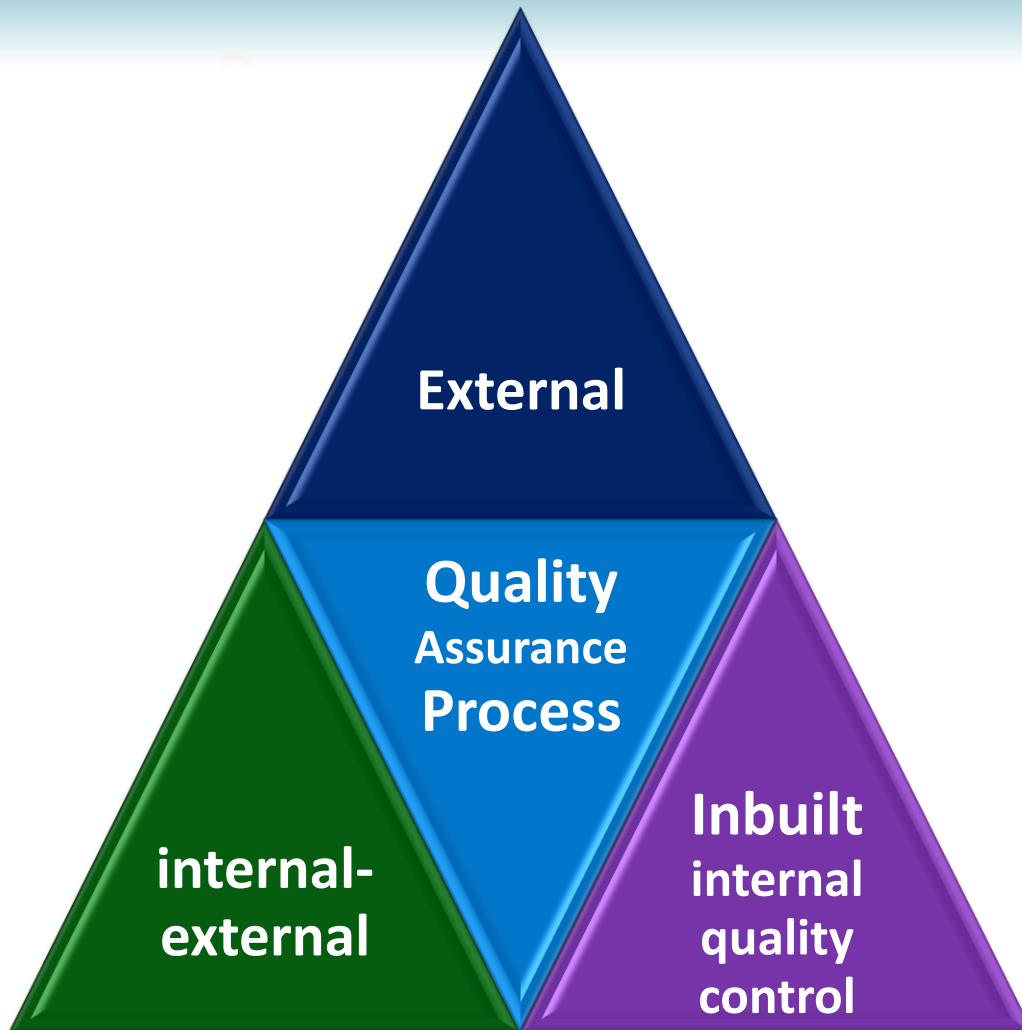 External
Quality
Assurance
Process
internal-
external
Inbuilt
internal
quality
control